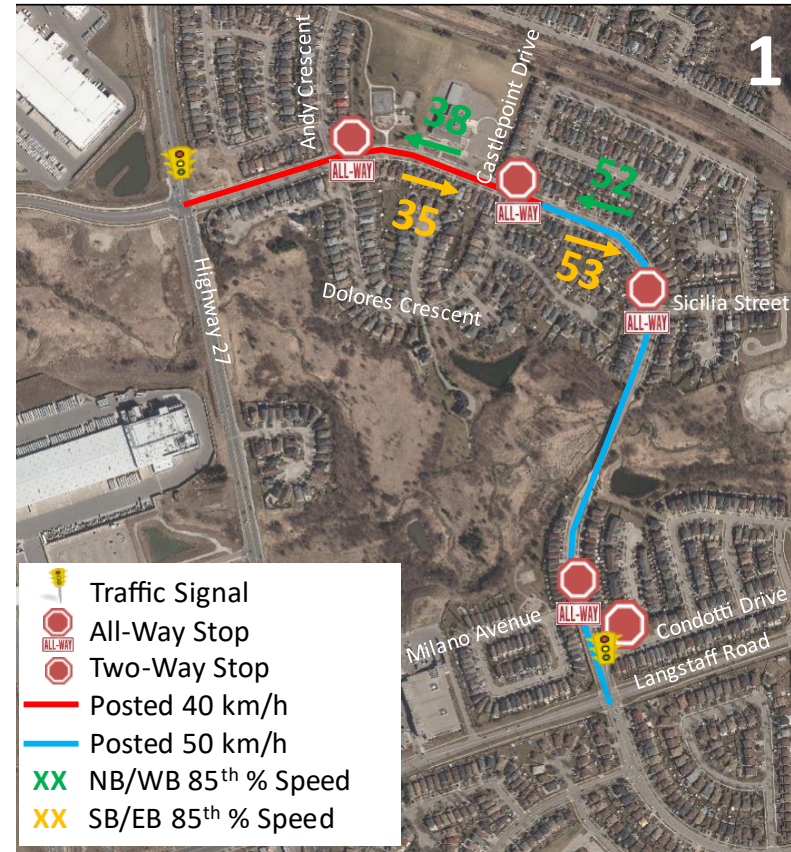 1
Andy Crescent
Castlepoint Drive
38
ALL-WAY
35
ALL-WAY
52
53
Sicilia Street
ALL-WAY
Highway 27
Dolores Crescent
ALL-WAY
Milano Avenue
Condotti Drive
Langstaff Road
Traffic Signal
ALL-WAY
All-Way Stop
Two-Way Stop
Posted 40 km/h
Posted 50 km/h
XX NB/WB 85th % Speed
XX SB/EB 85th % Speed